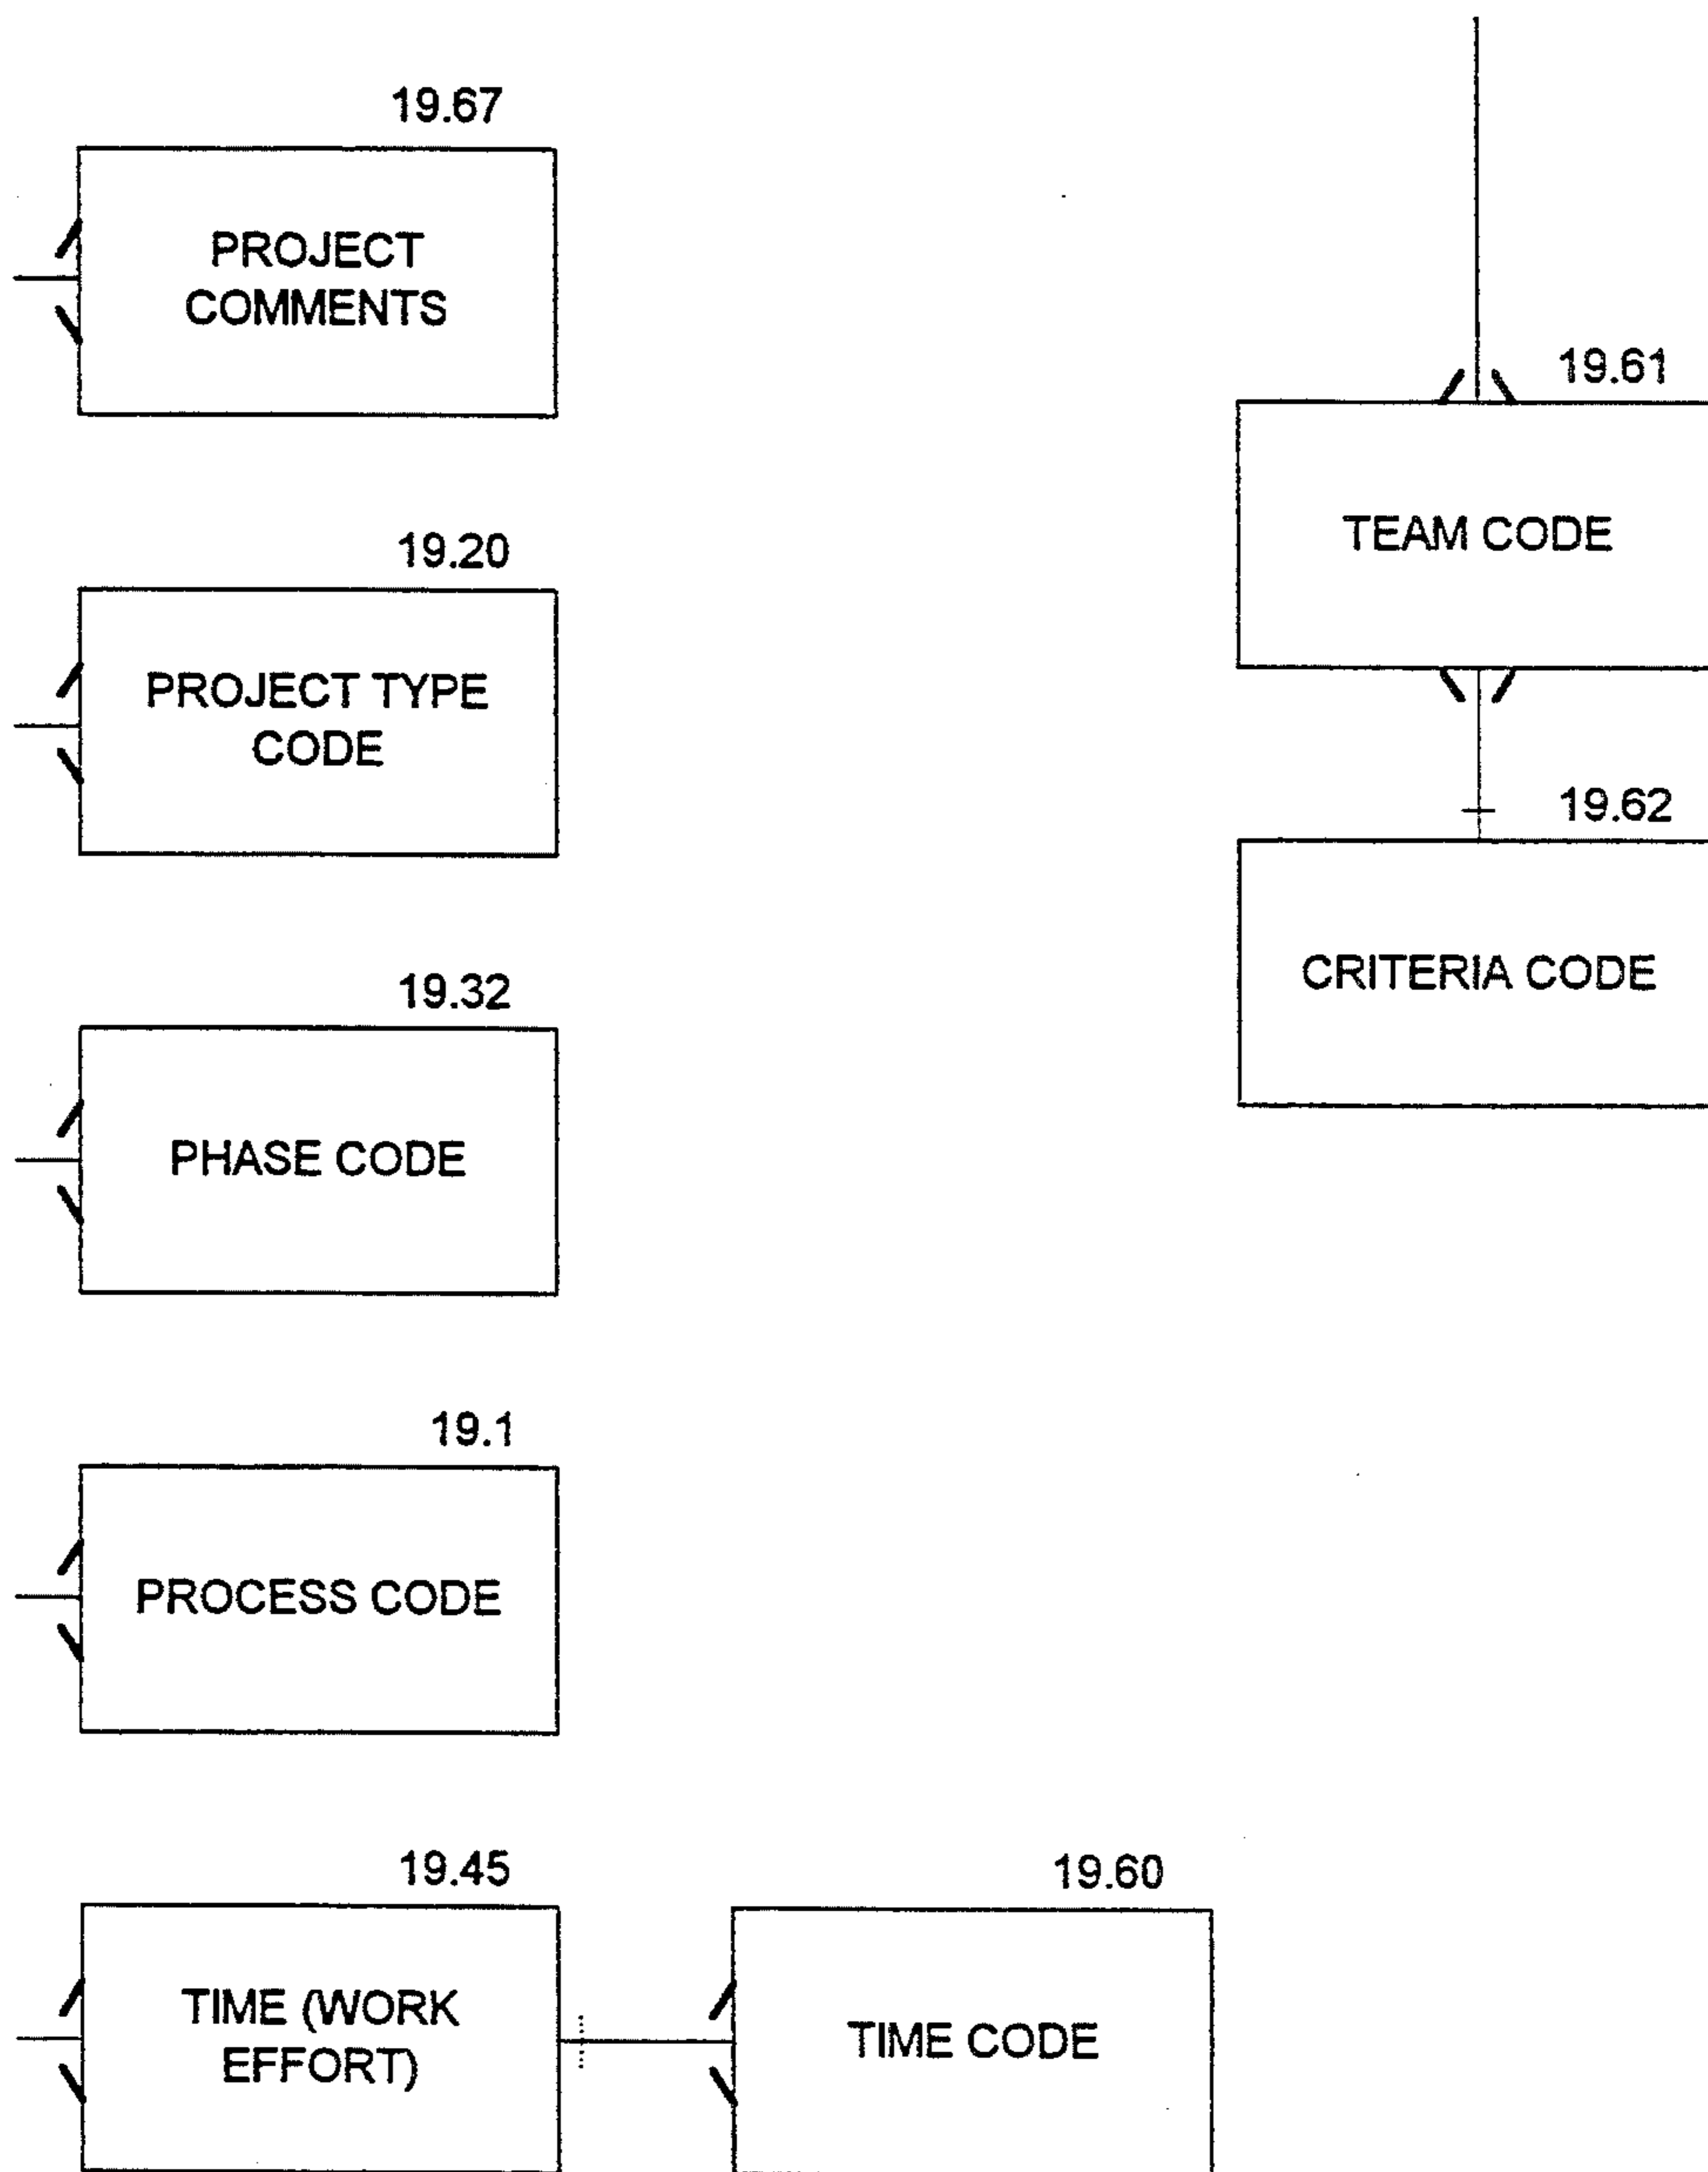 19.67
PROJECT
COMMENTS
19.20
PROJECT TYPE
CODE
19.32
PHASE CODE
19.1
PROCESS CODE
19.45
TIME (WORK
EFFORT)
19.60
TIME CODE
19.61
TEAM CODE
19.62
CRITERIA CODE